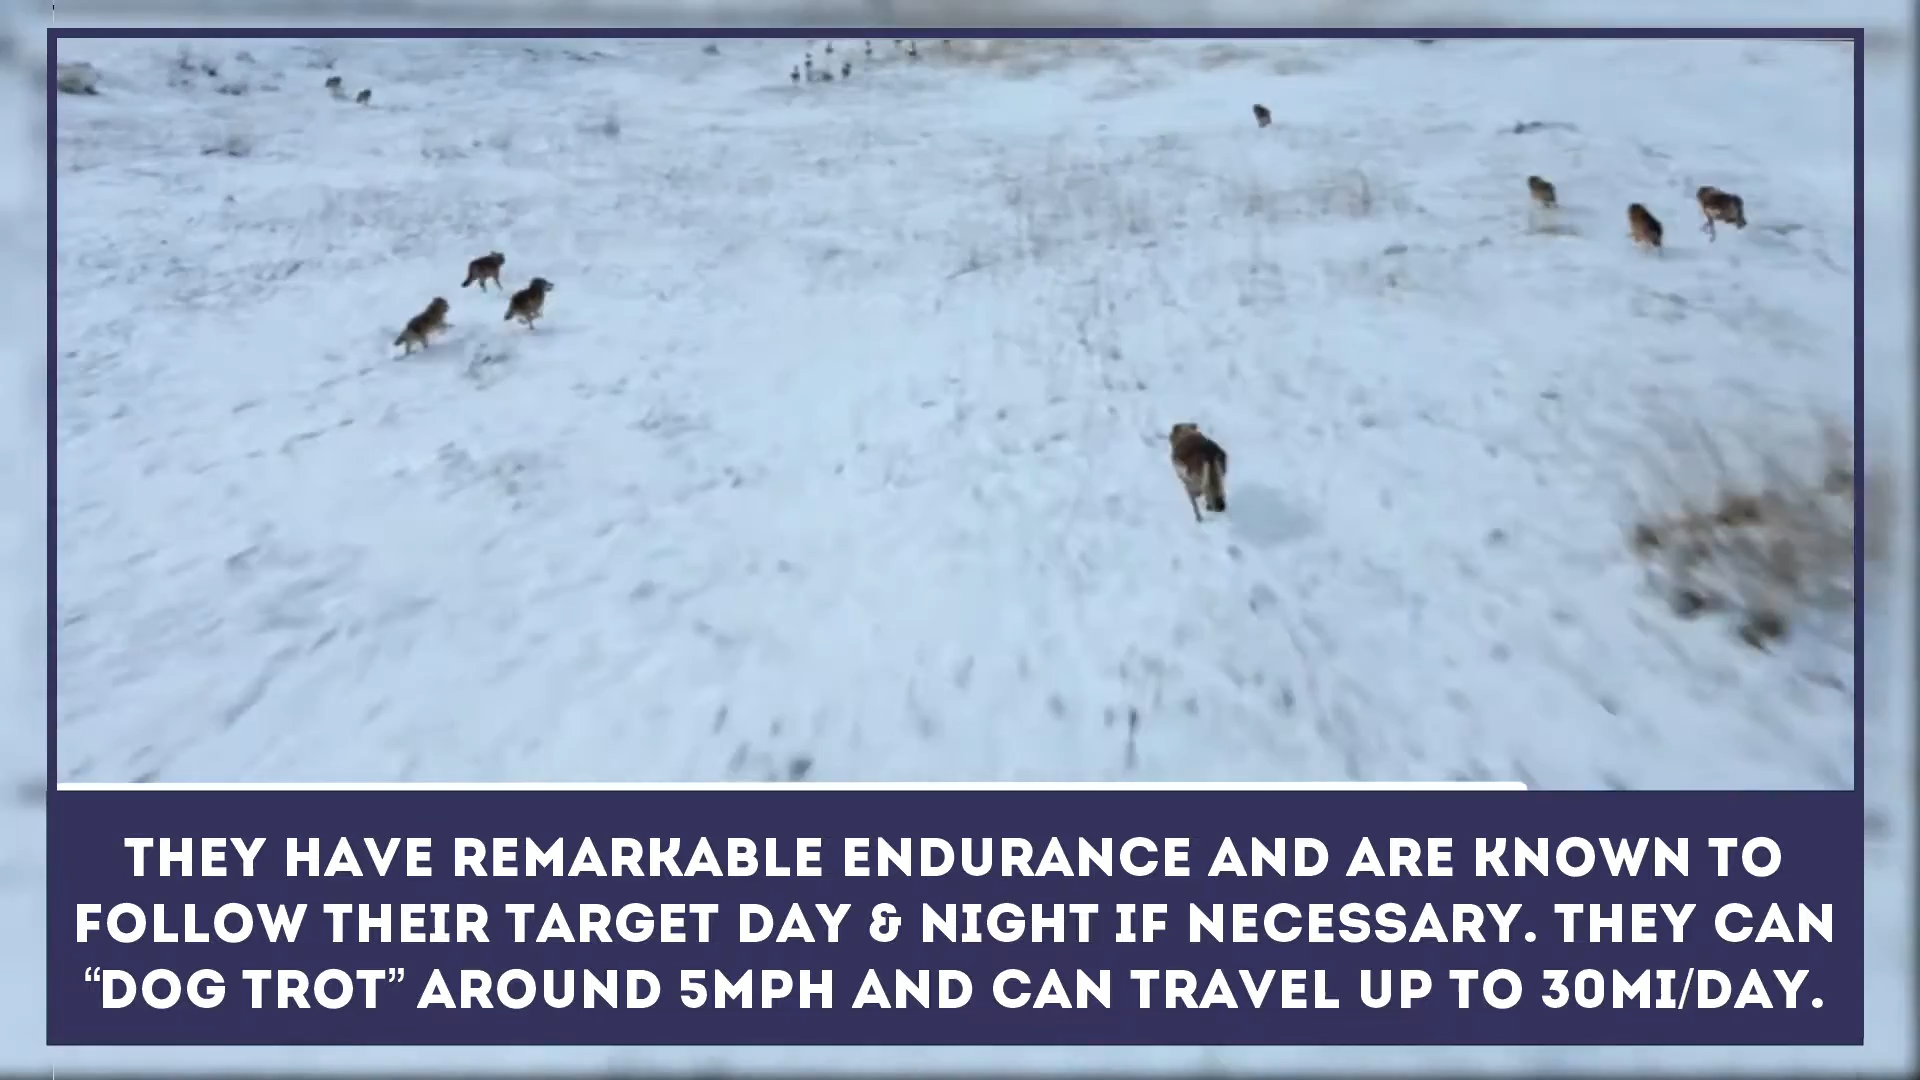 THEY HAVE REMARKABLE ENDURANCE AND ARE KNOWN TO
FOLLOW THEIR TARGET DAY & NIGHT IF NECESSARY. THEY CAN
“DOG TROT” AROUND 5MPH AND CAN TRAVEL UP TO 30MI/DAY.